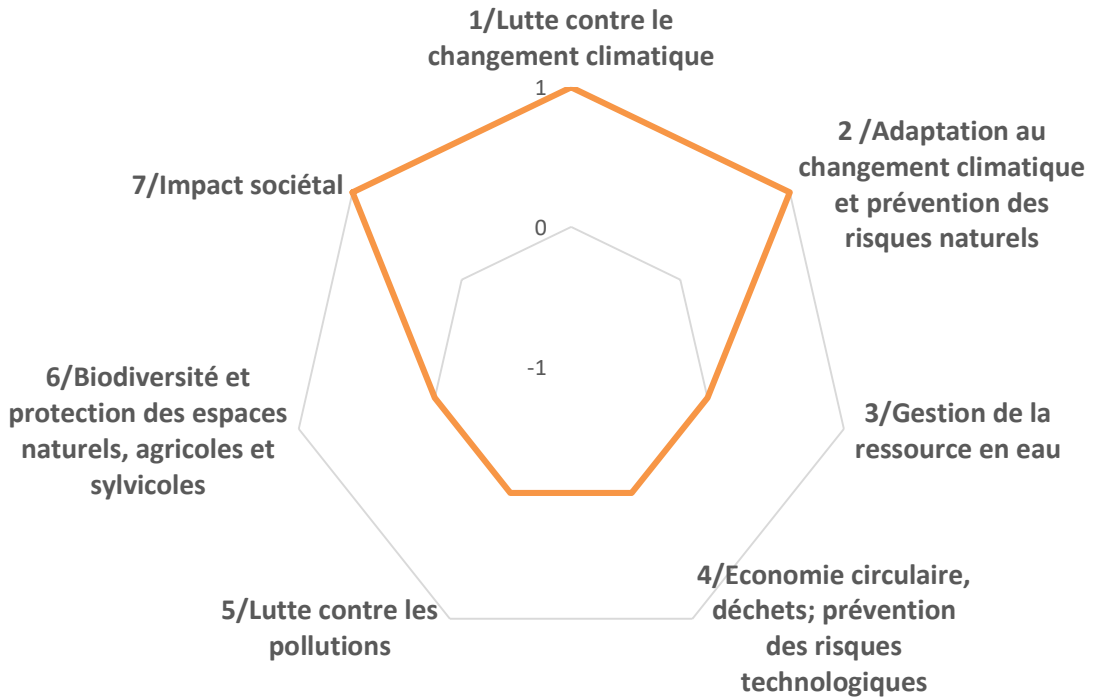 1/Lutte contre le
changement climatique
1
2 /Adaptation au
changement climatique
et prévention des
risques naturels
7/Impact sociétal
0
-1
6/Biodiversité et
protection des espaces
naturels, agricoles et
sylvicoles
3/Gestion de la
ressource en eau
4/Economie circulaire,
déchets; prévention
des risques
technologiques
5/Lutte contre les
pollutions